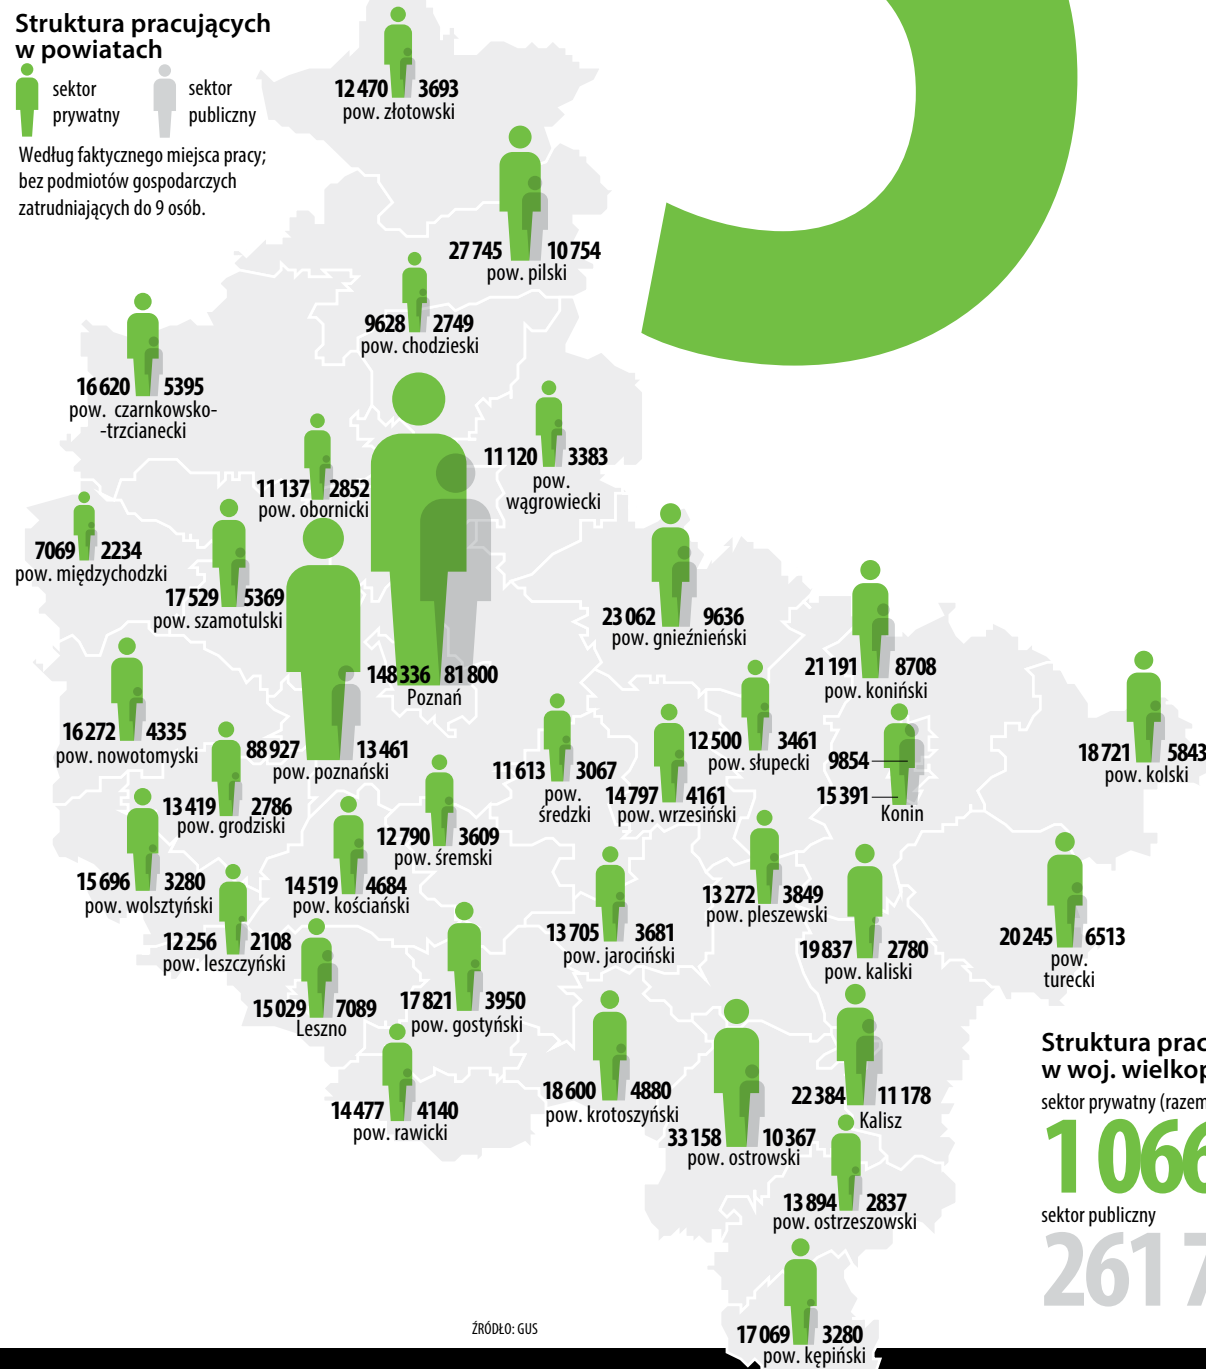 Struktura pracujących
w powiatach
sektor
prywatny
sektor
publiczny
Według faktycznego miejsca pracy;
bez podmiotów gospodarczych
zatrudniających do 9 osób.
12 470 3693
pow. złotowski
27 745 10 754
pow. pilski
9628 2749
pow. chodzieski
16 620 5395
pow. czarnkowsko-
-trzcianecki
11 120 3383
pow.
wągrowiecki
11 137 2852
pow. obornicki
7069 2234
pow. międzychodzki
17 529 5369
pow. szamotulski
148 336 81 800
Poznań
23 062 9636
pow. gnieźnieński
21 191 8708
pow. koniński
16 272 4335
pow. nowotomyski
88 927 13 461
pow. poznański
12 500 3461
pow. słupecki
9854
15 391
Konin
18 721 5843
pow. kolski
11 613 3067
pow.
średzki
14 797 4161
pow. wrzesiński
13 419 2786
pow. grodziski
12 790 3609
pow. śremski
15 696 3280
pow. wolsztyński
14 519 4684
pow. kościański
13 272 3849
pow. pleszewski
12 256 2108
pow. leszczyński
13 705 3681
pow. jarociński
19 837 2780
pow. kaliski
20 245 6513
pow.
turecki
15 029 7089
Leszno
17 821 3950
pow. gostyński
14 477 4140
pow. rawicki
18 600 4880
pow. krotoszyński
22 384 11 178
Kalisz
33 158 10 367
pow. ostrowski
13 894 2837
pow. ostrzeszowski
17 069 3280
pow. kępiński
Struktura prac
w woj. wielkop
sektor prywatny (razem
1 066
sektor publiczny
261 7
ŹRÓDŁO: GUS